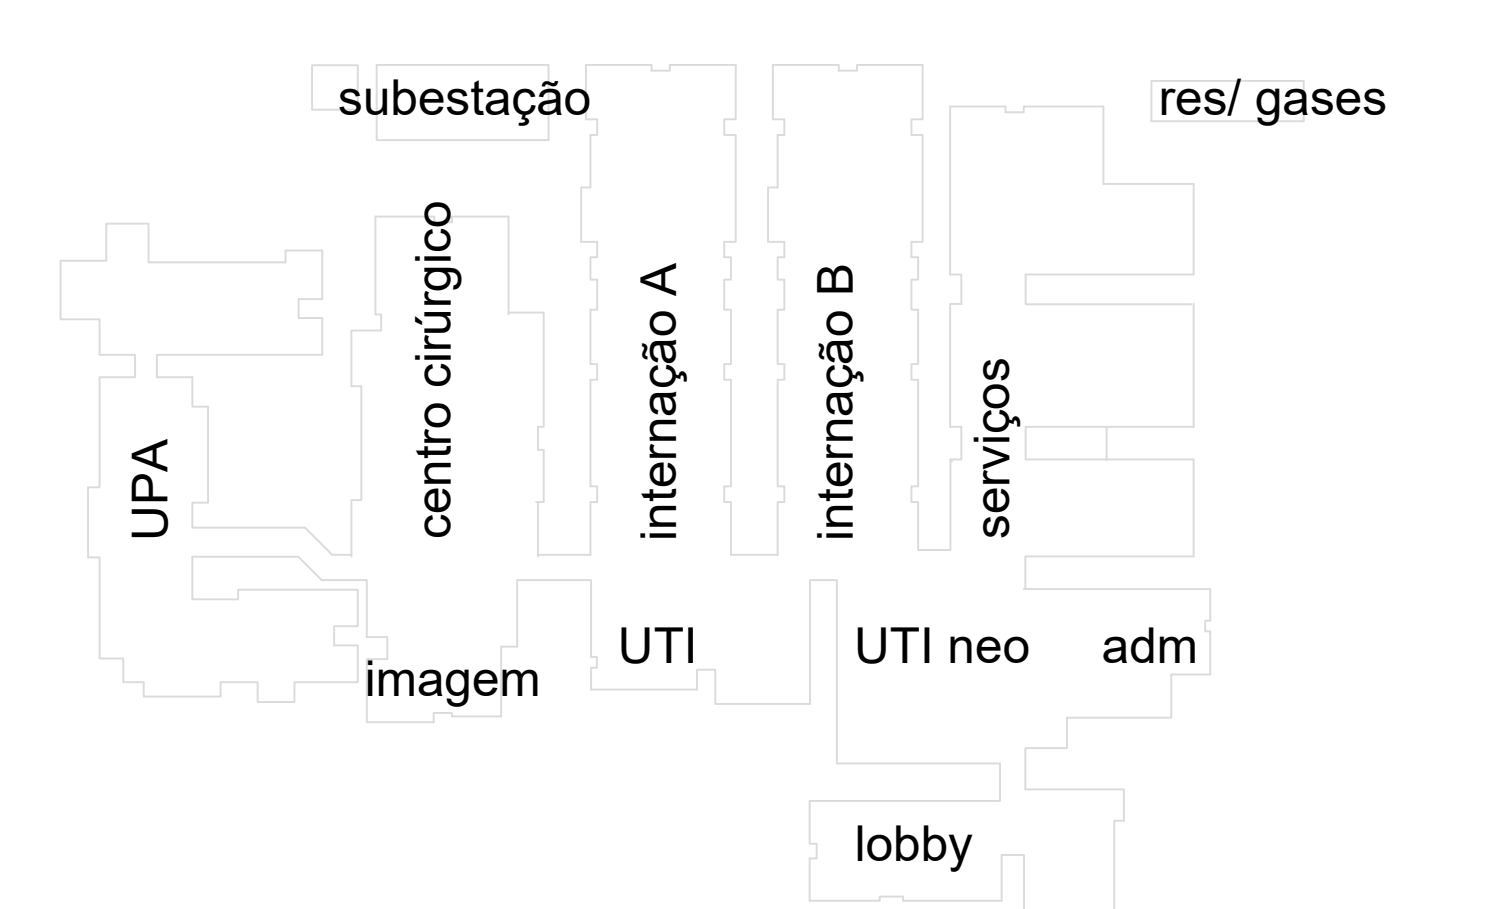 subestação
res/ gases
centro cirúrgico
internação A
internação B
serviços
UPA
UTI
UTI neo
adm
imagem
lobby